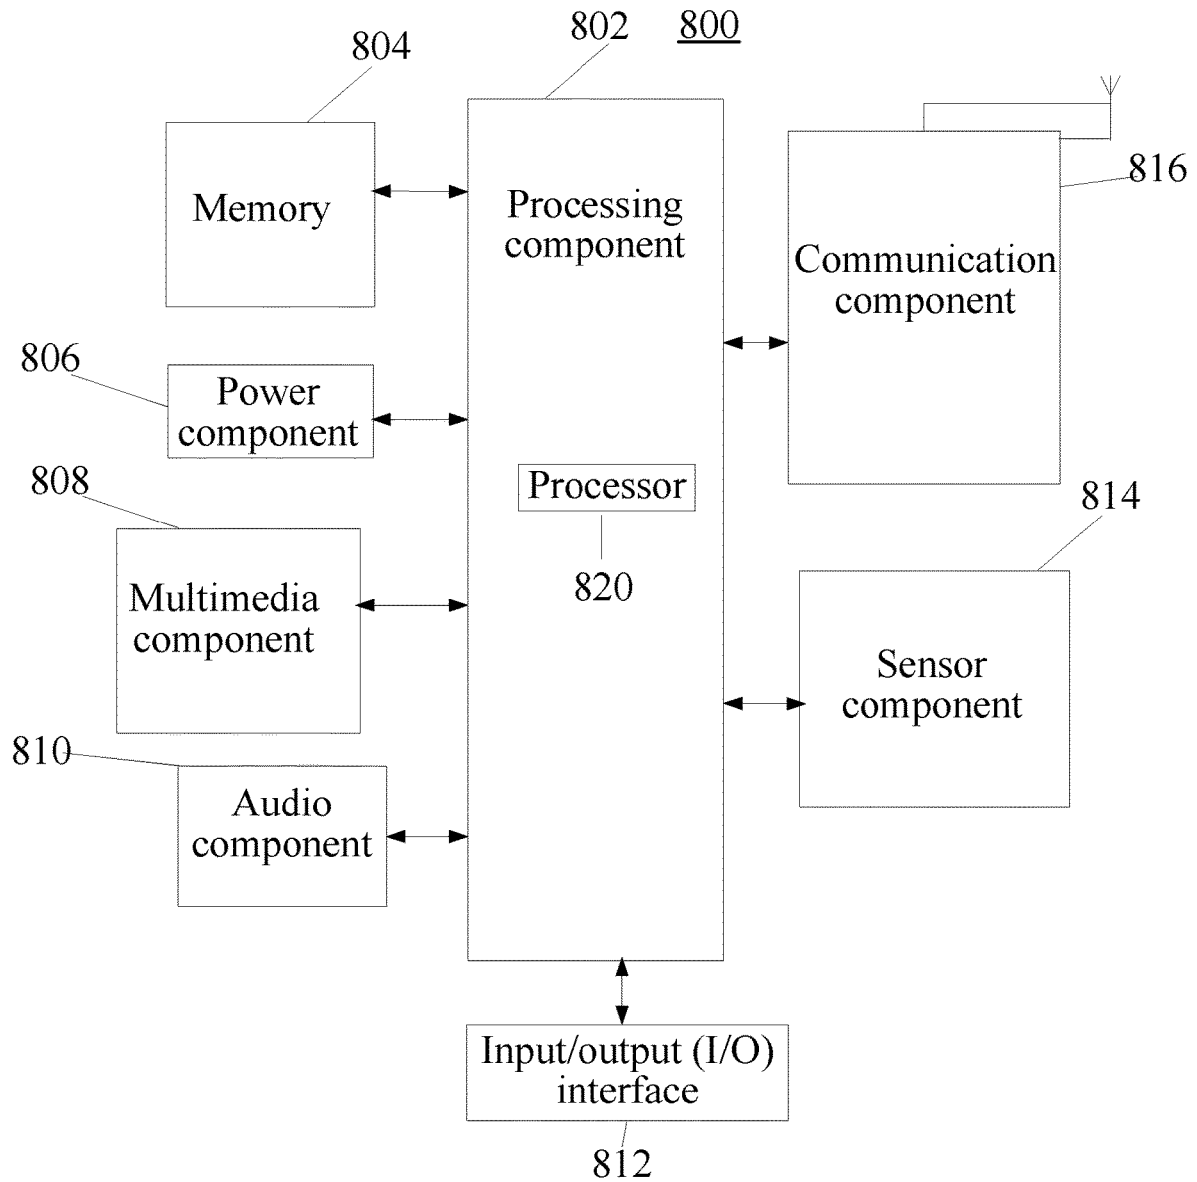 802
800
804
816
Memory
Processing
component
Communication
component
806
Power
component
808
Processor
814
820
Multimedia
component
Sensor
component
810
Audio
component
Input/output (I/O)
interface
812